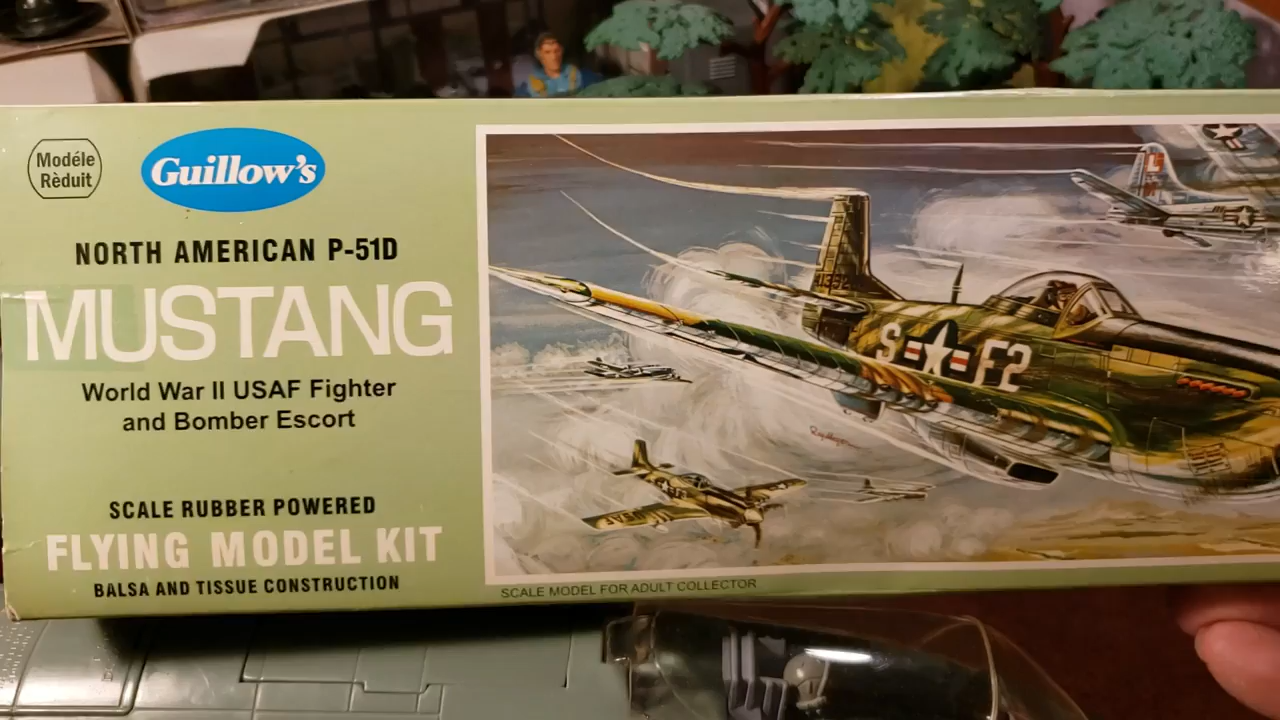 Modéle
Rèduit
Guillow's
NORTH AMERICAN P-51D
MUSTANG
World War II USAF Fighter
and Bomber Escort
SCALE RUBBER POWERED
FLYING MODEL KIT
BALSA AND TISSUE CONSTRUCTION
S F2
SCALE MODEL FOR ADULT COLLECTOR